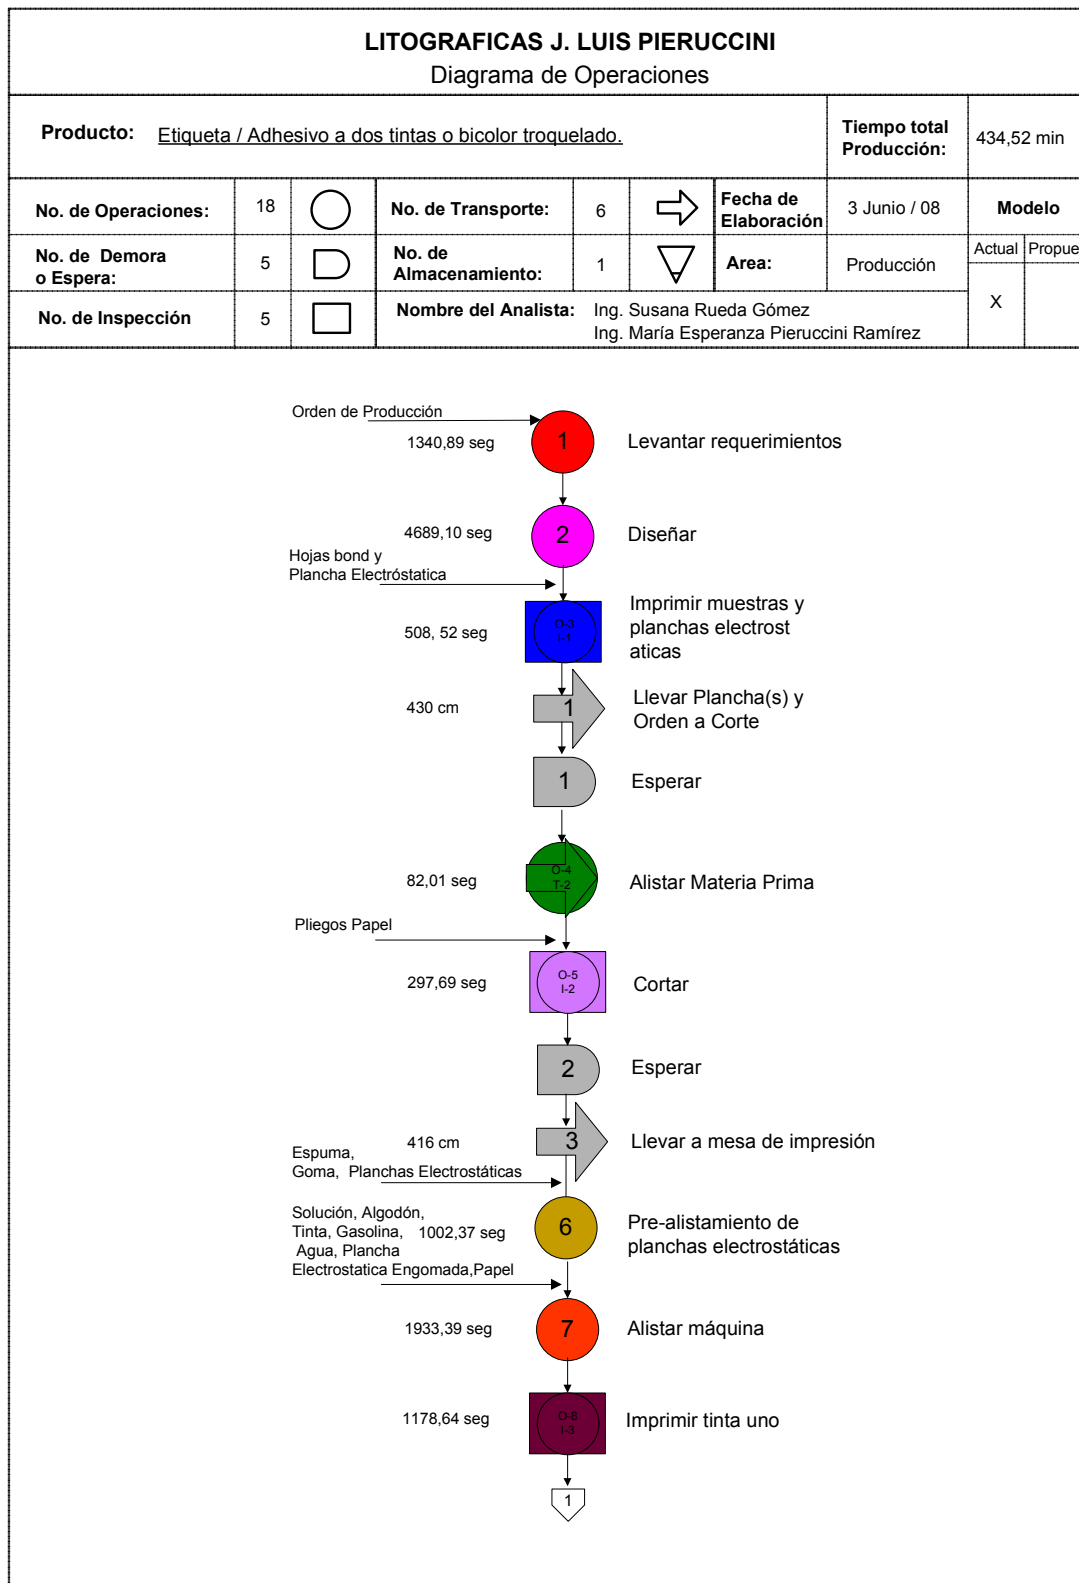 LITOGRAFICAS J. LUIS PIERUCCINI
Diagrama de Operaciones
Producto: Etiqueta / Adhesivo a dos tintas o bicolor troquelado.
Tiempo total
Producción:
434,52 min
No. de Operaciones:
18
No. de Transporte:
6
Fecha de
Elaboración
3 Junio / 08
Modelo
No. de Demora
o Espera:
5
No. de
Almacenamiento:
1
Area:
Producción
Actual
Propue
X
No. de Inspección
5
Nombre del Analista:
Ing. Susana Rueda Gómez
Ing. María Esperanza Pieruccini Ramírez
Orden de Producción
1340,89 seg
1
Levantar requerimientos
4689,10 seg
2
Diseñar
Hojas bond y
Plancha Electróstatica
508, 52 seg
O-3
I-1
Imprimir muestras y
planchas electrost
aticas
430 cm
1
Llevar Plancha(s) y
Orden a Corte
1
Esperar
82,01 seg
O-4
T-2
Alistar Materia Prima
Pliegos Papel
297,69 seg
O-5
I-2
Cortar
2
Esperar
416 cm
3
Llevar a mesa de impresión
Espuma,
Goma, Planchas Electrostáticas
6
Pre-alistamiento de
planchas electrostáticas
Solución, Algodón,
Tinta, Gasolina, 1002,37 seg
Agua, Plancha
Electrostatica Engomada,Papel
1933,39 seg
7
Alistar máquina
1178,64 seg
O-8
I-3
Imprimir tinta uno
1